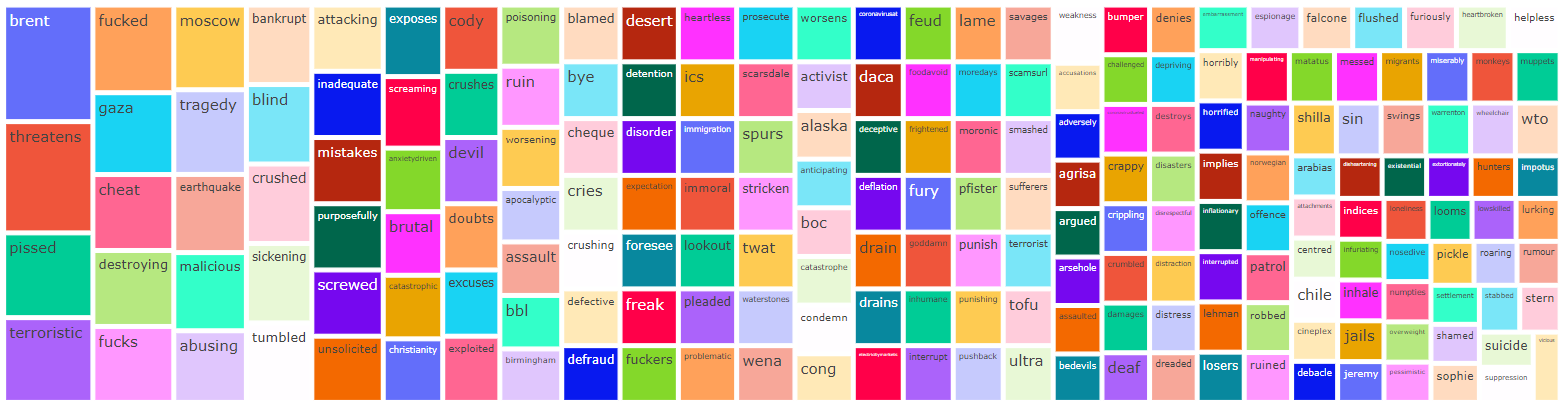 brent
threatens
pissed
terroristic
fucked
gaza
cheat
destroying
fucks
moscow
tragedy
earthquake
malicious
abusing
bankrupt
blind
crushed
sickening
tumbled
attacking
inadequate
mistakes
purposefully
screwed
unsolicited
exposes
screaming
anxietydriven
brutal
catastrophic
christianity
cody
crushes
devil
doubts
excuses
exploited
poisoning
ruin
worsening
apocalyptic
assault
bbl
birmingham
blamed
bye
cheque
cries
crushing
defective
defraud
desert
detention
disorder
expectation
foresee
freak
fuckers
heartless
ics
immigration
immoral
lookout
pleaded
problematic
prosecute
scarsdale
spurs
stricken
twat
waterstones
wena
worsens
activist
alaska
anticipating
boc
catastrophe
condemn
cong
coronavirusat
daca
deceptive
deflation
drain
drains
feud
foodavoid
frightened
fury
goddamn
inhumane
interrupt
lame
moredays
moronic
pfister
punish
punishing
pushback
savages
scamsurl
smashed
sufferers
terrorist
tofu
ultra
weakness
accusations
adversely
agrisa
argued
arsehole
assaulted
bedevils
bumper
challenged
crappy
crippling
crumbled
damages
deaf
denies
depriving
destroys
disasters
disrespectful
distraction
distress
dreaded
embarrassment
horribly
horrified
implies
inflationary
interrupted
lehman
losers
espionage
manipulating
naughty
norwegian
offence
patrol
robbed
ruined
falcone
matatus
shilla
arabias
attachments
centred
chile
cineplex
debacle
flushed
messed
sin
disheartening
indices
infuriating
inhale
jails
jeremy
furiously
migrants
swings
existential
loneliness
nosedive
numpties
overweight
pessimistic
heartbroken
miserably
warrenton
extortionately
looms
pickle
settlement
shamed
sophie
helpless
monkeys
wheelchair
hunters
lowskilled
roaring
stabbed
suicide
suppression
muppets
wto
impotus
lurking
rumour
stern
vicious